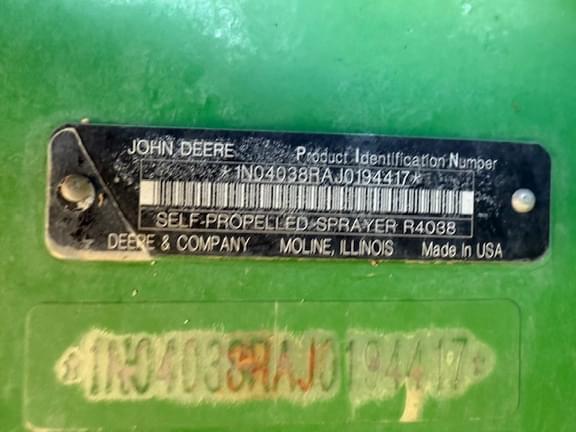 JOHN DEERE Product Identification Number
*1N04038RAJ0194417*
SELF-PROPELLED SPRAYER R4038
DEERE & COMPANY MOLINE, ILLINOIS Made In USA
*1N04038RAJ0194417*